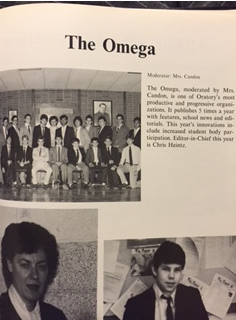 The Omega
Moderator: Mrs. Candon
The Omega, moderated by Mrs.
Candon, is one of Oratory's most
productive and progressive organi-
zations. It publishes 5 times a year
with features, school news and edi-
torials. This year's innovations in-
clude increased student body par-
ticipation. Editor-in-Chief this year
is Chris Heintz.